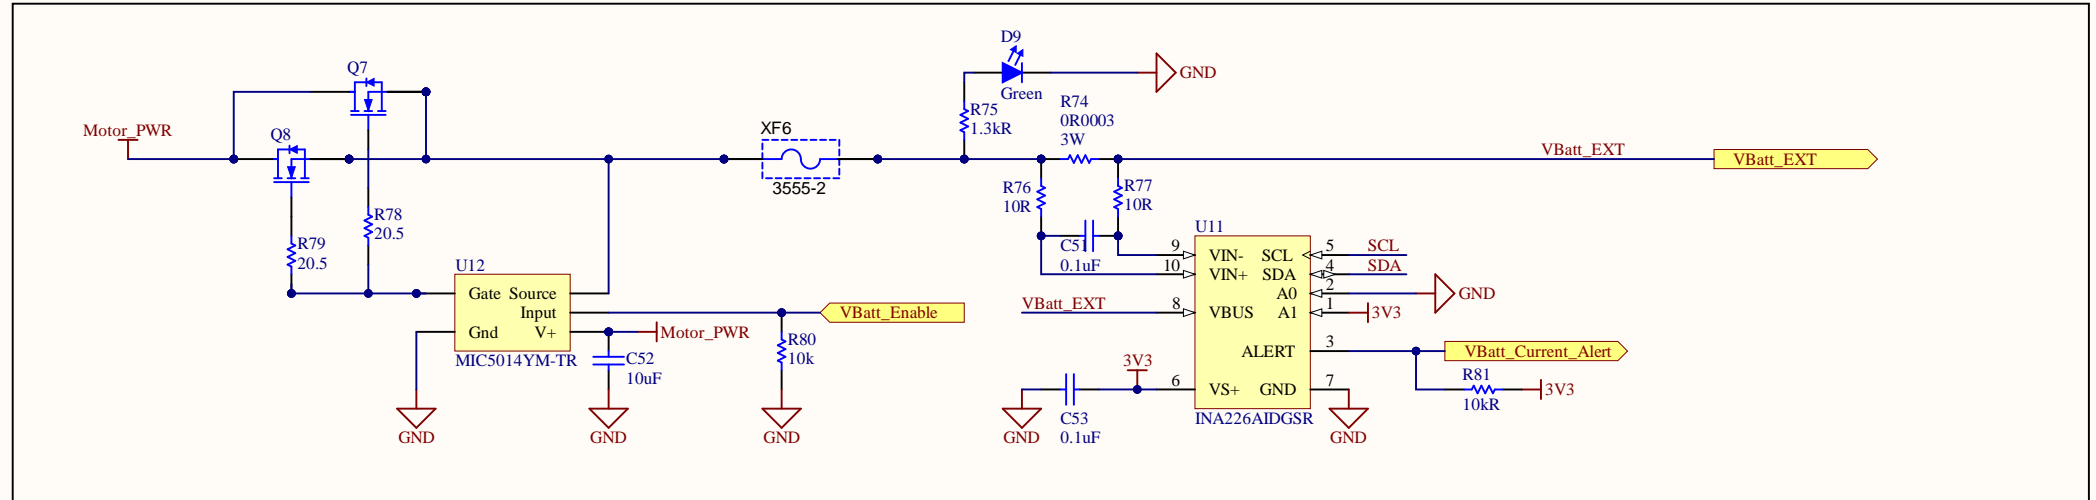 D9
Q7
GND
Green
R74
0R0003
3W
R75
1.3kR
Motor_PWR
Q8
XF6
3555-2
VBatt_EXT
VBatt_EXT
R76
10R
R77
10R
R78
20.5
R79
20.5
C51
0.1uF
U11
9 VIN- SCL 5 SCL
10 VIN+ SDA 4 SDA
A0 2 GND
VBatt_EXT 8 VBUS A1 1 3V3
ALERT 3 VBatt_Current_Alert
6 VS+ GND 7
INA226AIDGSR
U12
Gate Source
Input
Gnd V+
MIC5014YM-TR
VBatt_Enable
Motor_PWR
R80
10k
C52
10uF
3V3
R81
10kR
3V3
C53
0.1uF
GND
GND
GND
GND
GND